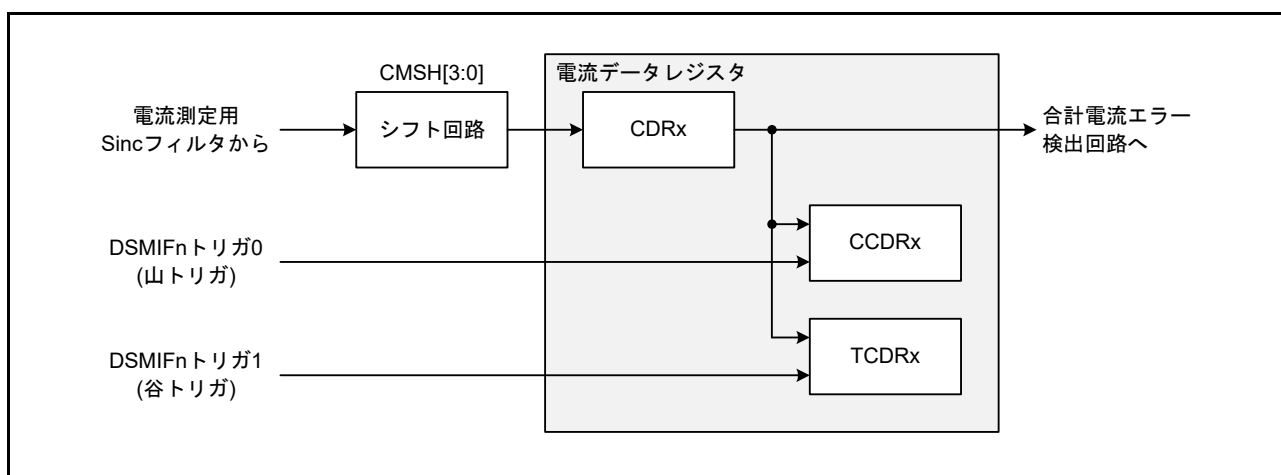 CMSH[3:0]
電流データレジスタ
電流測定用
Sincフィルタから
シフト回路
CDRx
合計電流エラー
検出回路へ
DSMIFnトリガ0
(山トリガ)
CCDRx
DSMIFnトリガ1
(谷トリガ)
TCDRx